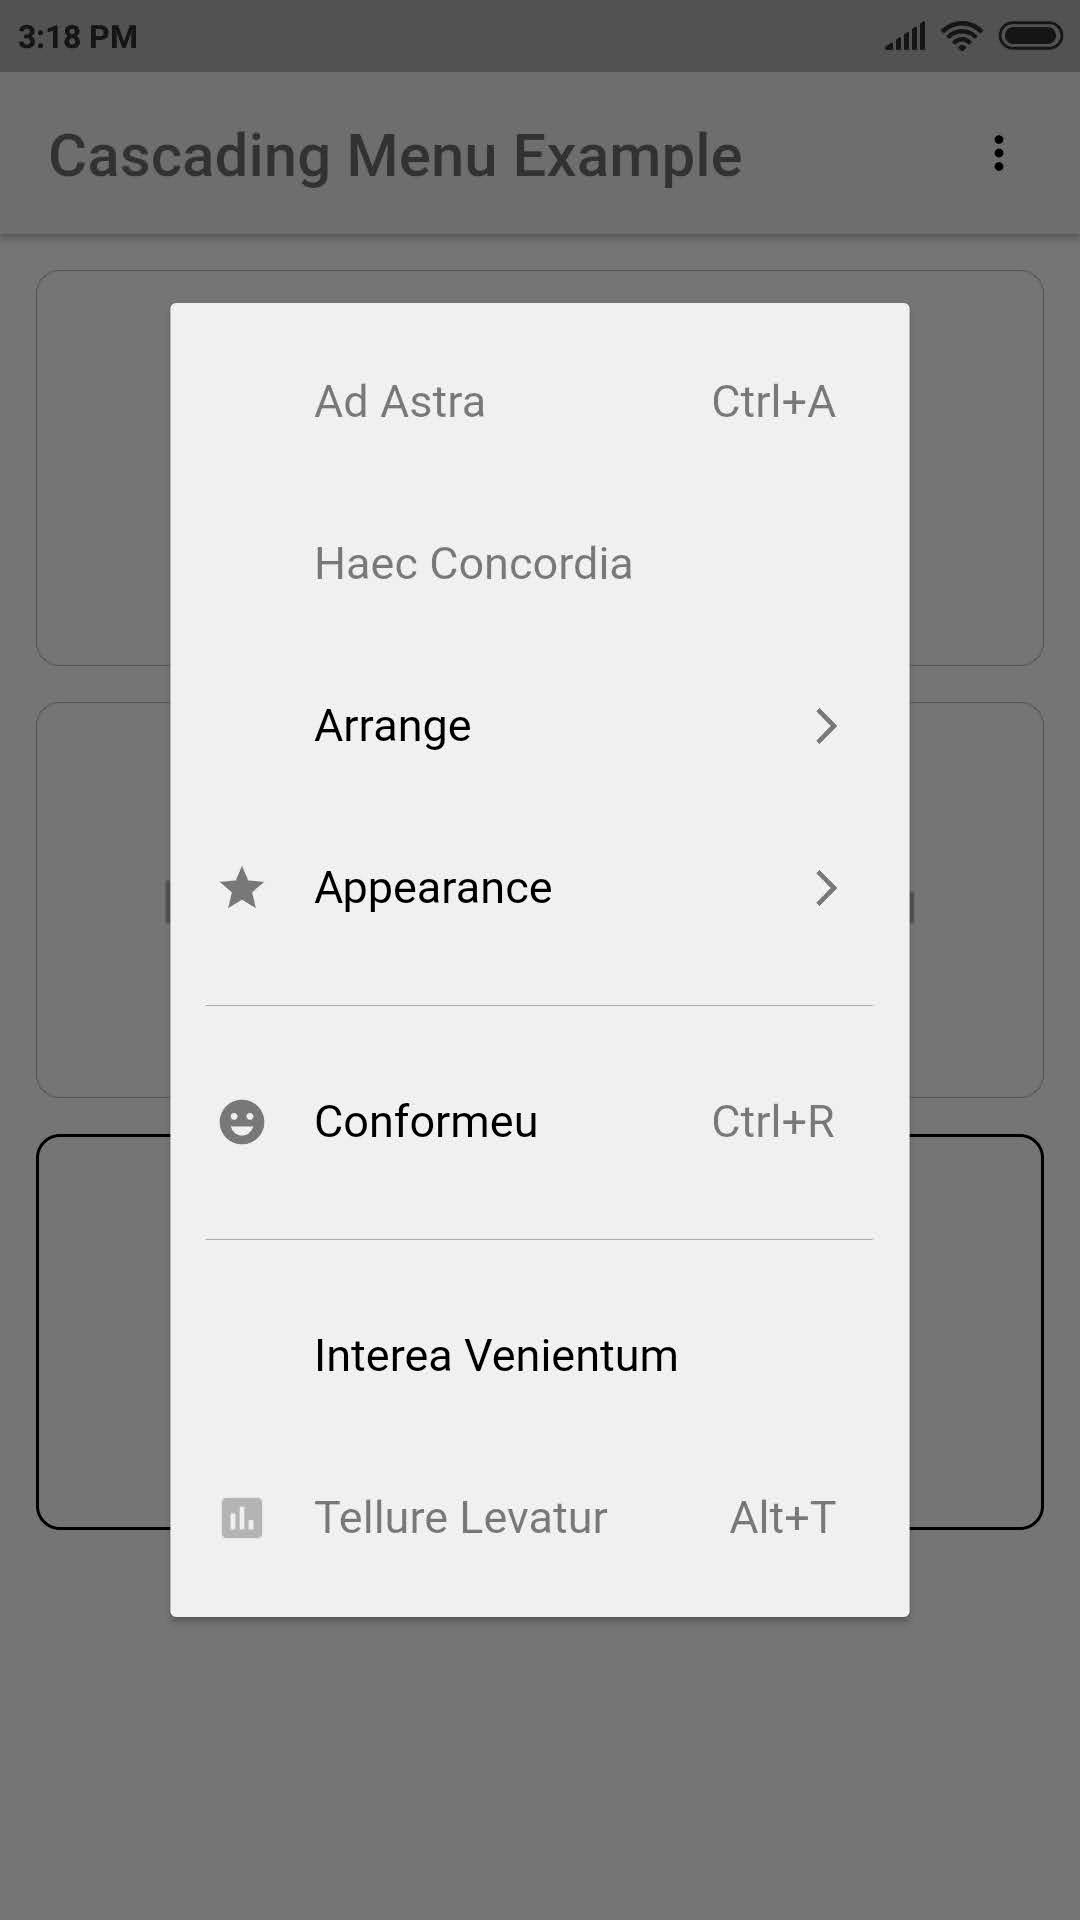 3:18 PM
Cascading Menu Example
Ad Astra Ctrl+A
Haec Concordia
Arrange
Appearance
Conformeu Ctrl+R
Interea Venientum
Tellure Levatur Alt+T